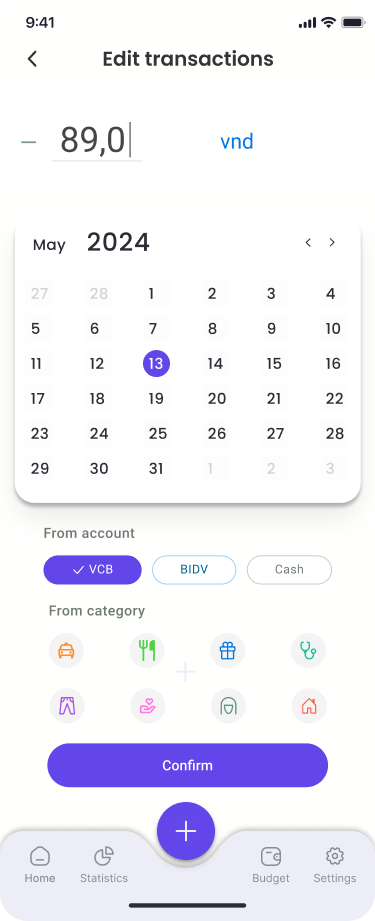 9:41
Edit transactions
– 89,0 vnd
May 2024
27 28 1 2 3 4
5 6 7 8 9 10
11 12 13 14 15 16
17 18 19 20 21 22
23 24 25 26 27 28
29 30 31 1 2 3
From account
VCB BIDV Cash
From category
Confirm
Home Statistics Budget Settings